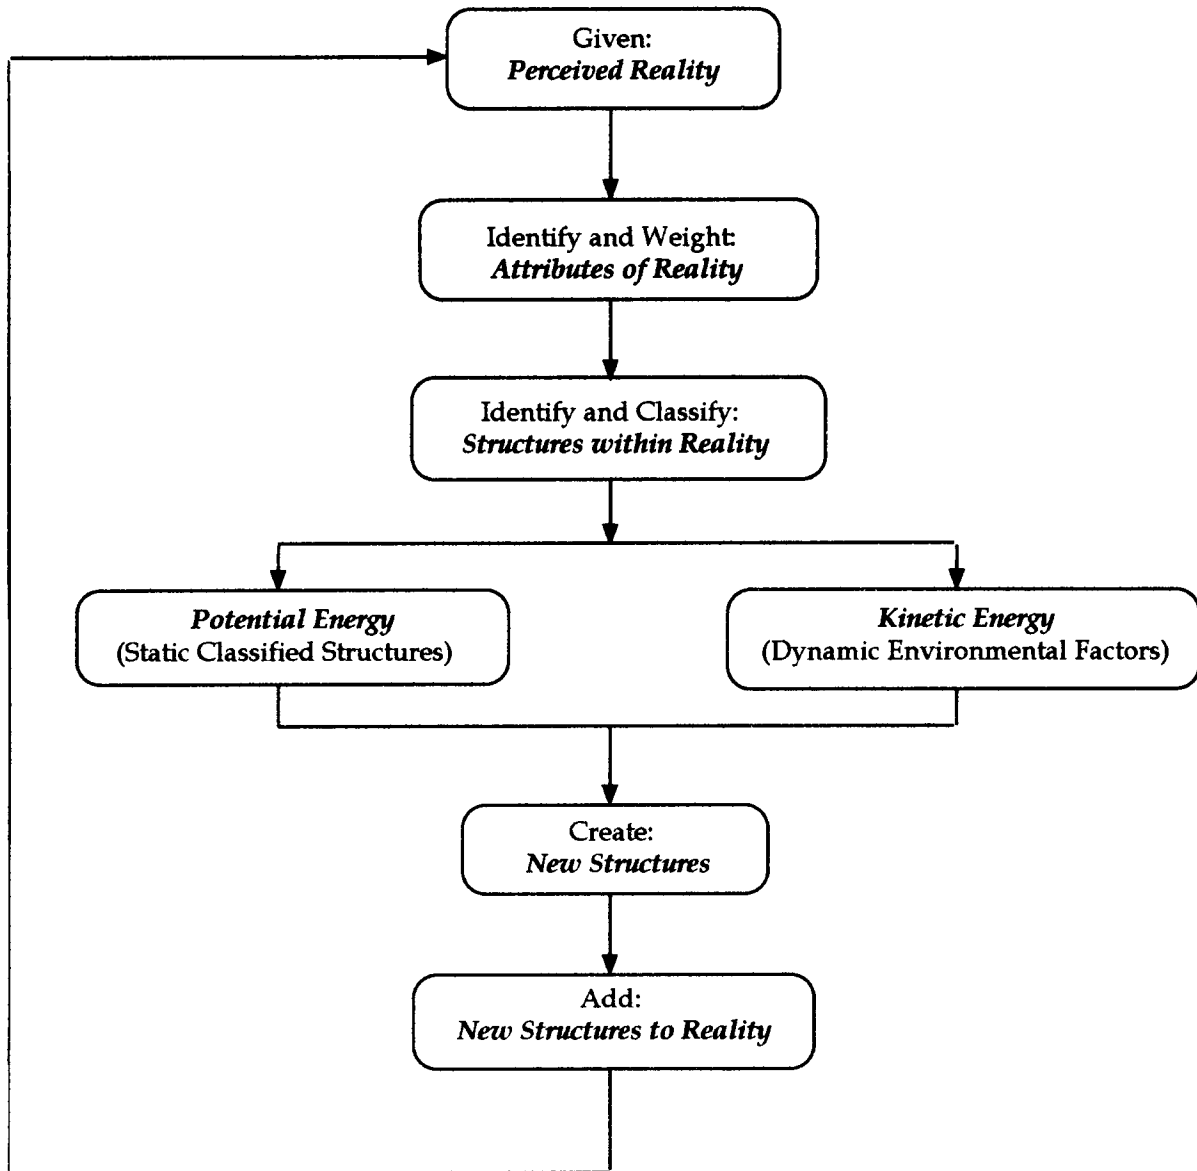 Given:
Perceived Reality
Identify and Weight:
Attributes of Reality
Identify and Classify:
Structures within Reality
Potential Energy
(Static Classified Structures)
Kinetic Energy
(Dynamic Environmental Factors)
Create:
New Structures
Add:
New Structures to Reality